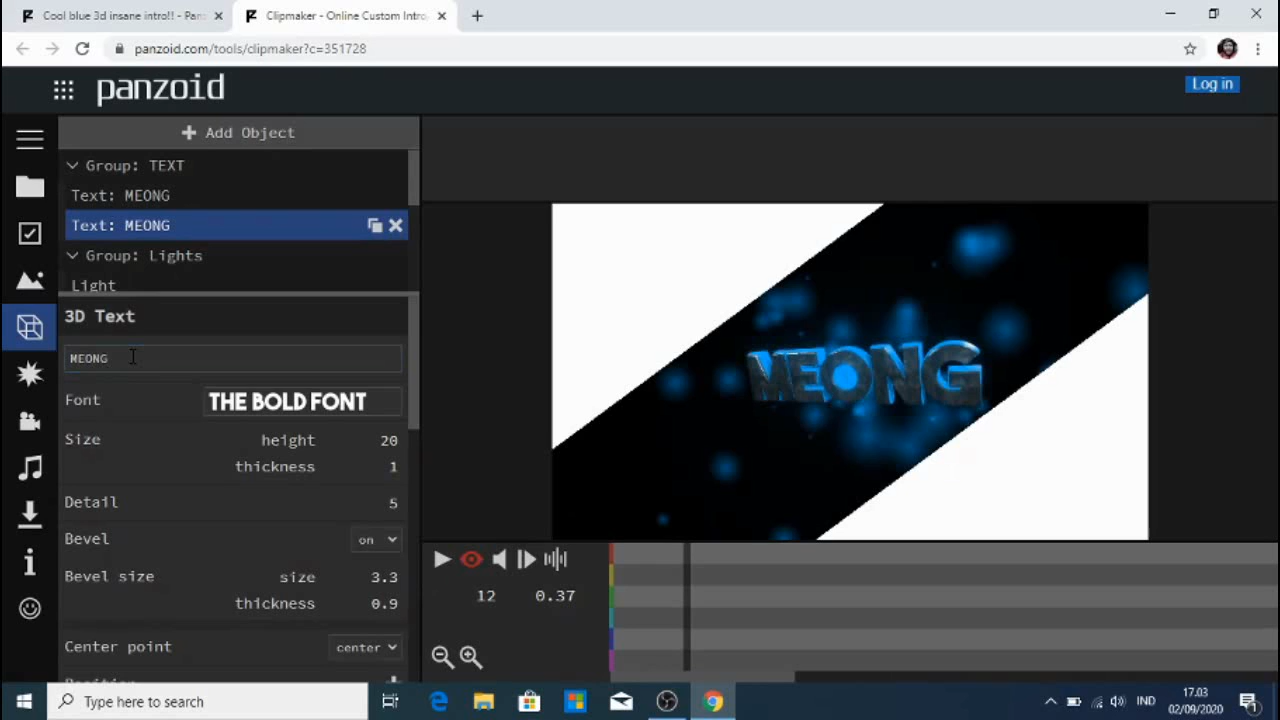 Cool blue 3d insane intro!! - Pan
Clipmaker - Online Custom Intro,
panzoid.com/tools/clipmaker?c=351728
panzoid
Log in
Add Object
Group: TEXT
Text: MEONG
Text: MEONG
Group: Lights
Light
3D Text
MEONG
Font THE BOLD FONT
Size height 20
thickness 1
Detail 5
Bevel on
Bevel size size 3.3
thickness 0.9
Center point center
MEONG
12 0.37
Type here to search
IND
17.03
02/09/2020
1